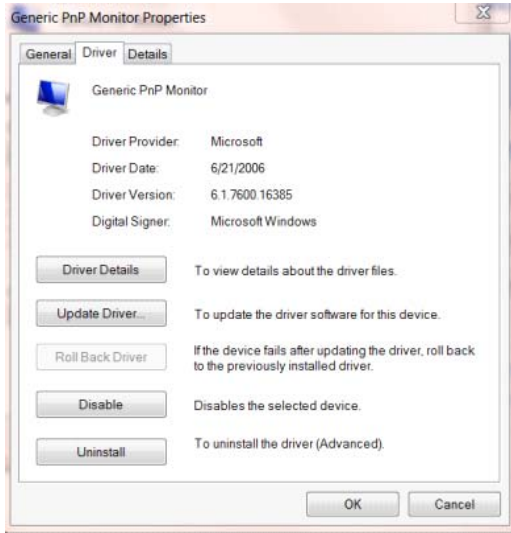 Generic PnP Monitor Properties
General Driver Details
Generic PnP Monitor
Driver Provider: Microsoft
Driver Date: 6/21/2006
Driver Version: 6.1.7600.16385
Digital Signer: Microsoft Windows
Driver Details To view details about the driver files.
Update Driver... To update the driver software for this device.
Roll Back Driver If the device fails after updating the driver, roll back
to the previously installed driver.
Disable Disables the selected device.
Uninstall To uninstall the driver (Advanced).
OK Cancel